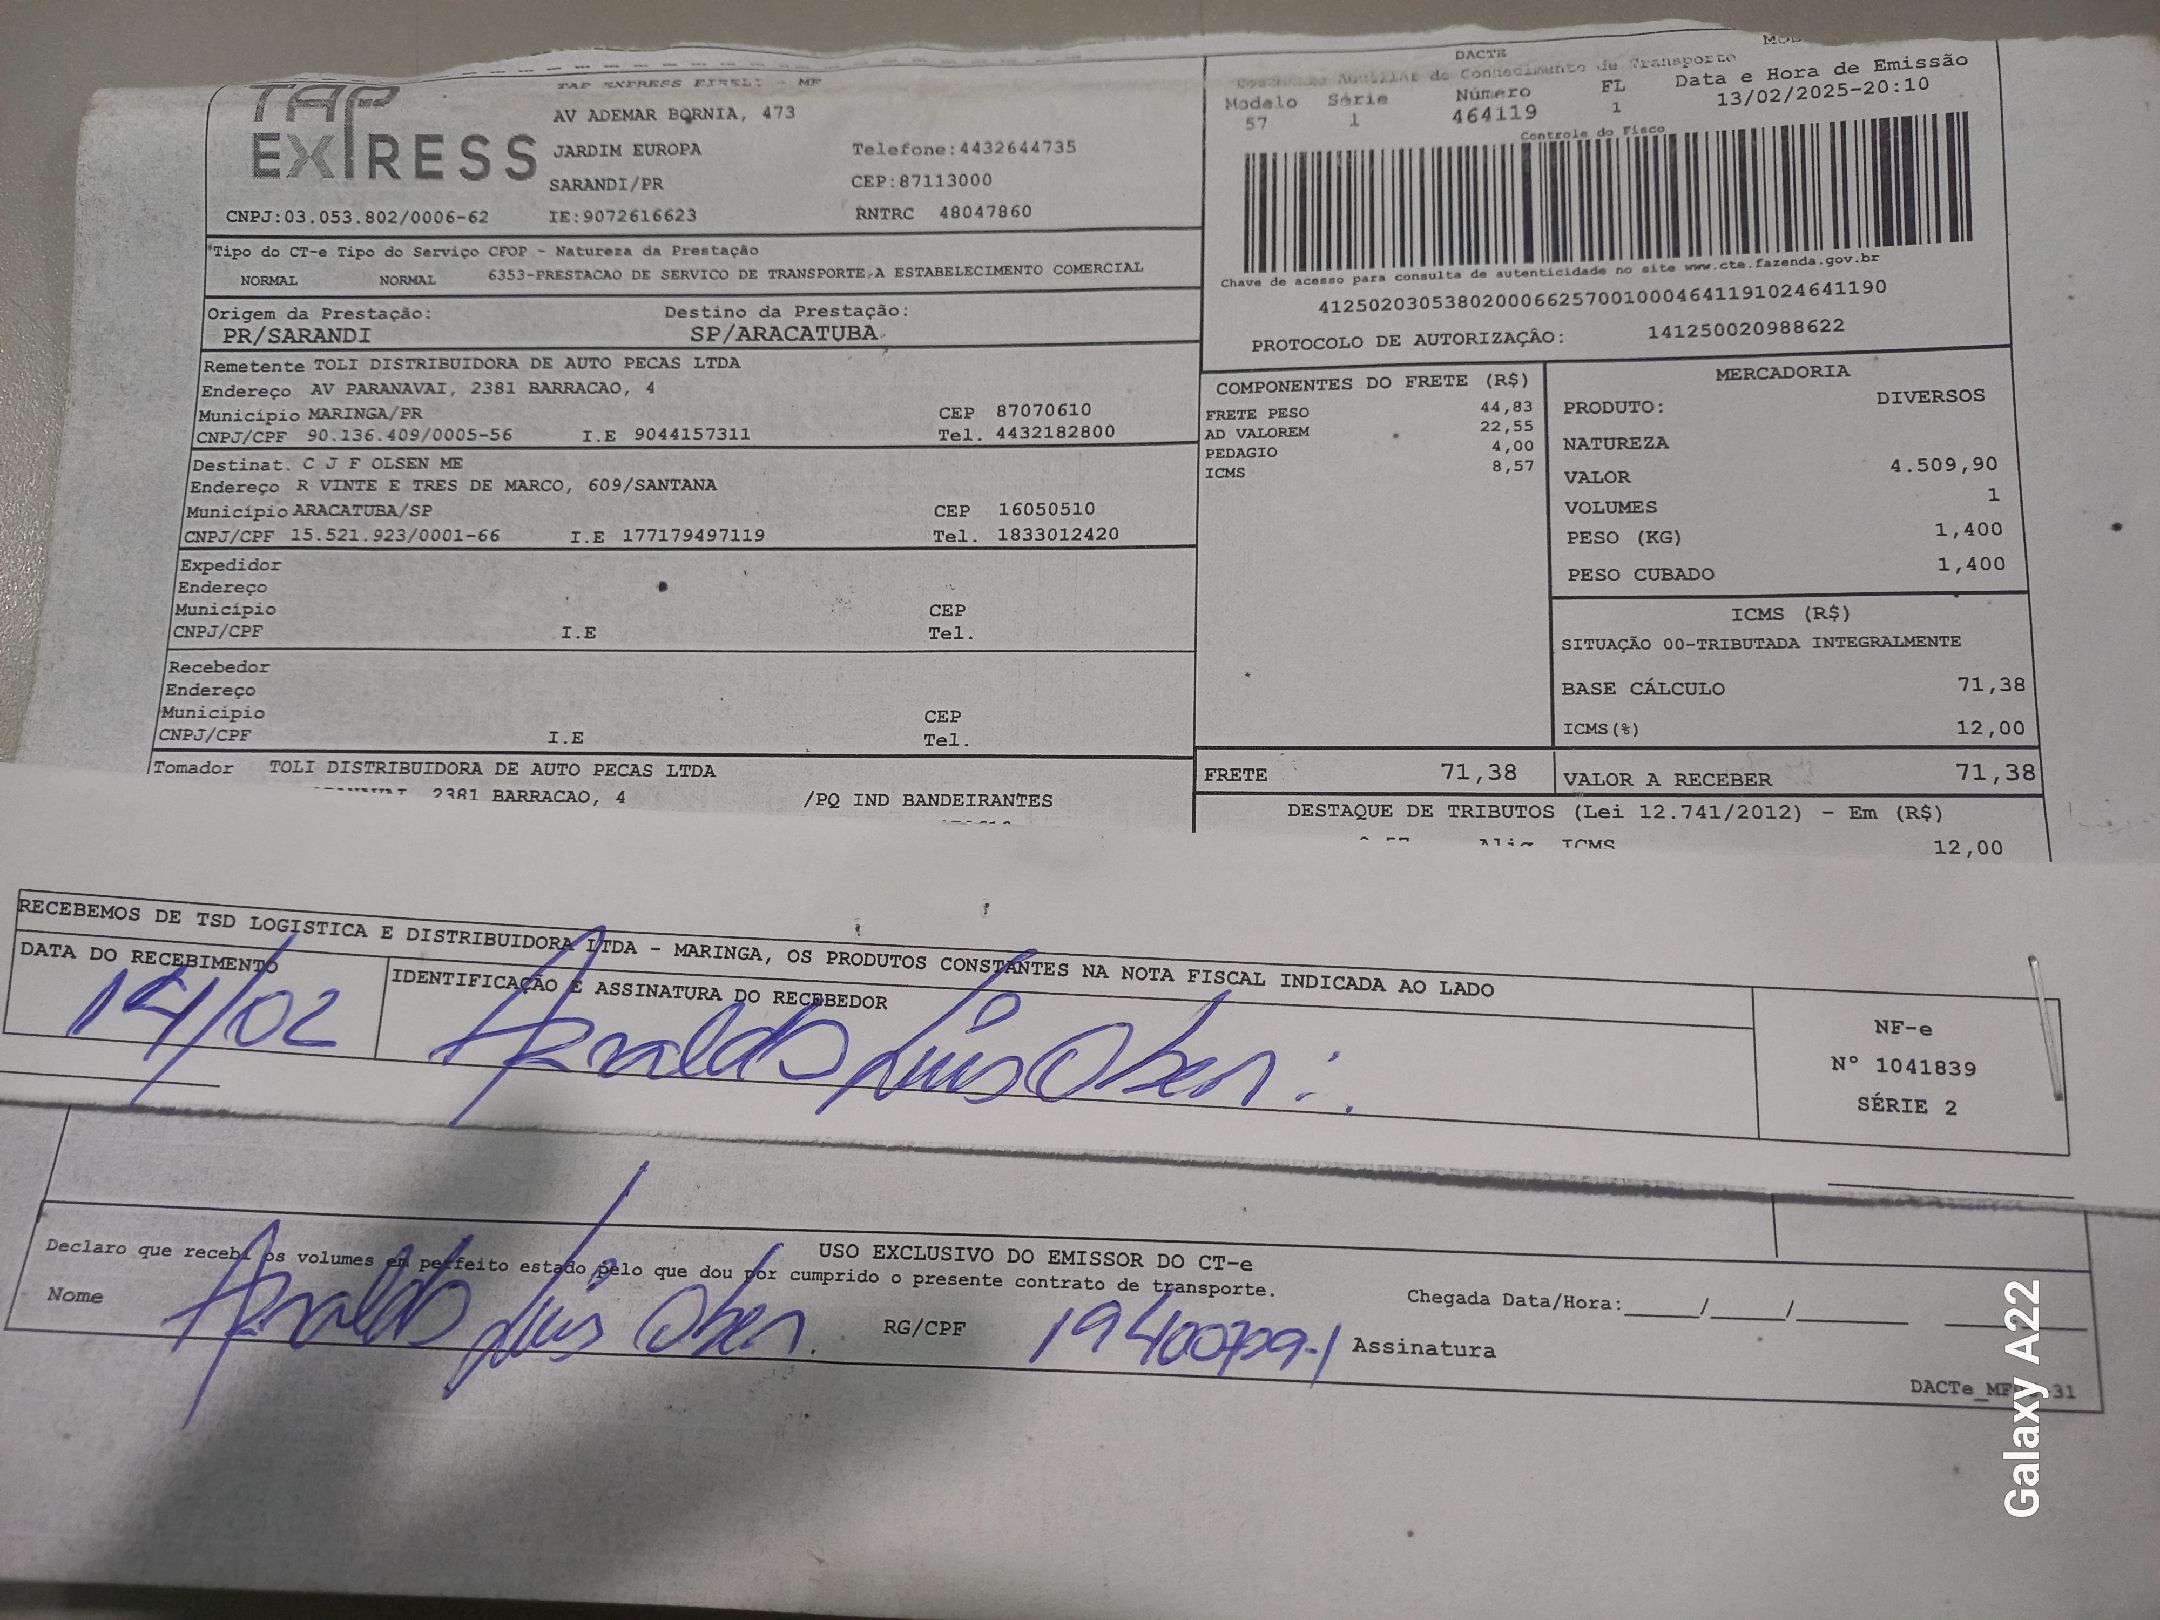 TAP EXPRESS
TAP EXPRESS EIRELI - ME
AV ADEMAR BORNIA, 473
JARDIM EUROPA Telefone:4432644735
SARANDI/PR CEP:87113000
CNPJ:03.053.802/0006-62 IE:9072616623 RNTRC 48047860
DACTE
Documento Auxiliar de Conhecimento de Transporte
Modelo Série Número FL Data e Hora de Emissão
57 1 464119 1 13/02/2025-20:10
Controle do Fisco
Chave de acesso para consulta de autenticidade no site www.cte.fazenda.gov.br
41250203053802000662570010004641191024641190
PROTOCOLO DE AUTORIZAÇÃO: 141250020988622
Tipo do CT-e Tipo do Serviço CFOP - Natureza da Prestação
NORMAL NORMAL 6353-PRESTACAO DE SERVICO DE TRANSPORTE A ESTABELECIMENTO COMERCIAL
Origem da Prestação: Destino da Prestação:
PR/SARANDI SP/ARACATUBA
Remetente TOLI DISTRIBUIDORA DE AUTO PECAS LTDA
Endereço AV PARANAVAI, 2381 BARRACAO, 4
Município MARINGA/PR CEP 87070610
CNPJ/CPF 90.136.409/0005-56 I.E 9044157311 Tel. 4432182800
Destinat. C J F OLSEN ME
Endereço R VINTE E TRES DE MARCO, 609/SANTANA
Município ARACATUBA/SP CEP 16050510
CNPJ/CPF 15.521.923/0001-66 I.E 177179497119 Tel. 1833012420
Expedidor
Endereço
Município CEP
CNPJ/CPF I.E Tel.
Recebedor
Endereço
Município CEP
CNPJ/CPF I.E Tel.
Tomador TOLI DISTRIBUIDORA DE AUTO PECAS LTDA
2381 BARRACAO, 4 /PQ IND BANDEIRANTES
COMPONENTES DO FRETE (R$)
FRETE PESO 44,83
AD VALOREM 22,55
PEDAGIO 4,00
ICMS 8,57
MERCADORIA
PRODUTO: DIVERSOS
NATUREZA
VALOR 4.509,90
VOLUMES 1
PESO (KG) 1,400
PESO CUBADO 1,400
ICMS (R$)
SITUAÇÃO 00-TRIBUTADA INTEGRALMENTE
BASE CÁLCULO 71,38
ICMS(%) 12,00
FRETE 71,38 VALOR A RECEBER 71,38
DESTAQUE DE TRIBUTOS (Lei 12.741/2012) - Em (R$)
ICMS 12,00
RECEBEMOS DE TSD LOGISTICA E DISTRIBUIDORA LTDA - MARINGA, OS PRODUTOS CONSTANTES NA NOTA FISCAL INDICADA AO LADO
DATA DO RECEBIMENTO IDENTIFICAÇÃO E ASSINATURA DO RECEBEDOR
14/02 Arnaldo Luis
NF-e
Nº 1041839
SÉRIE 2
USO EXCLUSIVO DO EMISSOR DO CT-e
Declaro que recebi os volumes em perfeito estado pelo que dou por cumprido o presente contrato de transporte.
Nome Arnaldo Luis RG/CPF 19400709-1 Assinatura
Chegada Data/Hora:_____/_____/_____
Galaxy A22